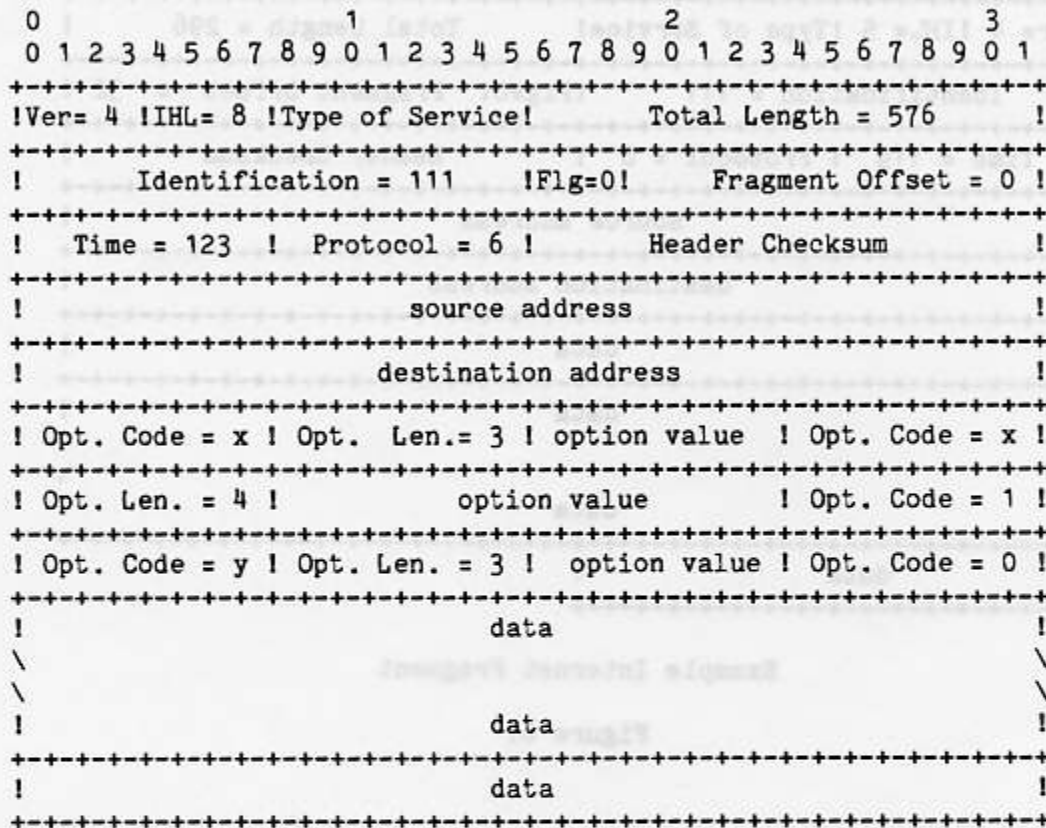 0                   1                   2                   3
0 1 2 3 4 5 6 7 8 9 0 1 2 3 4 5 6 7 8 9 0 1 2 3 4 5 6 7 8 9 0 1
+-+-+-+-+-+-+-+-+-+-+-+-+-+-+-+-+-+-+-+-+-+-+-+-+-+-+-+-+-+-+-+-+
!Ver= 4 !IHL= 8 !Type of Service!       Total Length = 576      !
+-+-+-+-+-+-+-+-+-+-+-+-+-+-+-+-+-+-+-+-+-+-+-+-+-+-+-+-+-+-+-+-+
!       Identification = 111    !Flg=0!     Fragment Offset = 0 !
+-+-+-+-+-+-+-+-+-+-+-+-+-+-+-+-+-+-+-+-+-+-+-+-+-+-+-+-+-+-+-+-+
!   Time = 123  !  Protocol = 6 !       Header Checksum         !
+-+-+-+-+-+-+-+-+-+-+-+-+-+-+-+-+-+-+-+-+-+-+-+-+-+-+-+-+-+-+-+-+
!                        source address                         !
+-+-+-+-+-+-+-+-+-+-+-+-+-+-+-+-+-+-+-+-+-+-+-+-+-+-+-+-+-+-+-+-+
!                      destination address                      !
+-+-+-+-+-+-+-+-+-+-+-+-+-+-+-+-+-+-+-+-+-+-+-+-+-+-+-+-+-+-+-+-+
! Opt. Code = x ! Opt.  Len.= 3 ! option value  ! Opt. Code = x !
+-+-+-+-+-+-+-+-+-+-+-+-+-+-+-+-+-+-+-+-+-+-+-+-+-+-+-+-+-+-+-+-+
! Opt. Len. = 4 !           option value        ! Opt. Code = 1 !
+-+-+-+-+-+-+-+-+-+-+-+-+-+-+-+-+-+-+-+-+-+-+-+-+-+-+-+-+-+-+-+-+
! Opt. Code = y ! Opt. Len. = 3 !  option value ! Opt. Code = 0 !
+-+-+-+-+-+-+-+-+-+-+-+-+-+-+-+-+-+-+-+-+-+-+-+-+-+-+-+-+-+-+-+-+
!                             data                              !
\                                                               \
\                                                               \
!                             data                              !
+-+-+-+-+-+-+-+-+-+-+-+-+-+-+-+-+-+-+-+-+-+-+-+-+-+-+-+-+-+-+-+-+
!                             data                              !
+-+-+-+-+-+-+-+-+-+-+-+-+-+-+-+-+-+-+-+-+-+-+-+-+-+-+-+-+-+-+-+-+